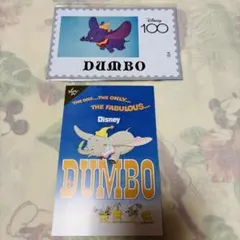 Disney
100
DUMBO
THE ONE... THE ONLY...
THE FABULOUS...
Disney
DUMBO